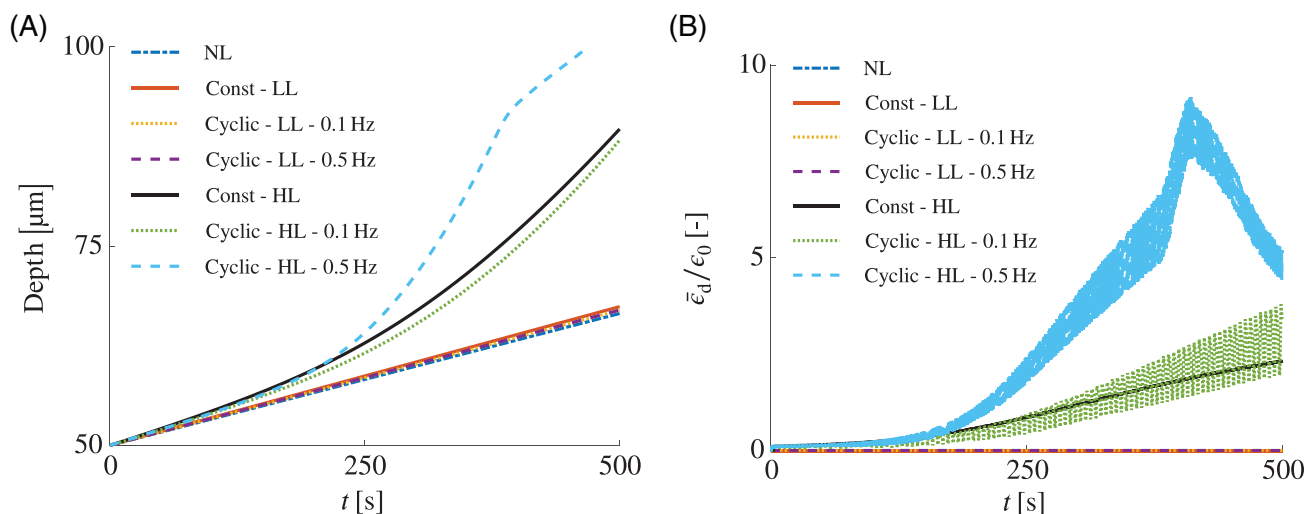 (A)
100
75
50
Depth [µm]
NL
Const - LL
Cyclic - LL - 0.1 Hz
Cyclic - LL - 0.5 Hz
Const - HL
Cyclic - HL - 0.1 Hz
Cyclic - HL - 0.5 Hz
0
250
500
t [s]
(B)
10
5
0
ϵ̄d/ϵ0 [-]
NL
Const - LL
Cyclic - LL - 0.1 Hz
Cyclic - LL - 0.5 Hz
Const - HL
Cyclic - HL - 0.1 Hz
Cyclic - HL - 0.5 Hz
0
250
500
t [s]